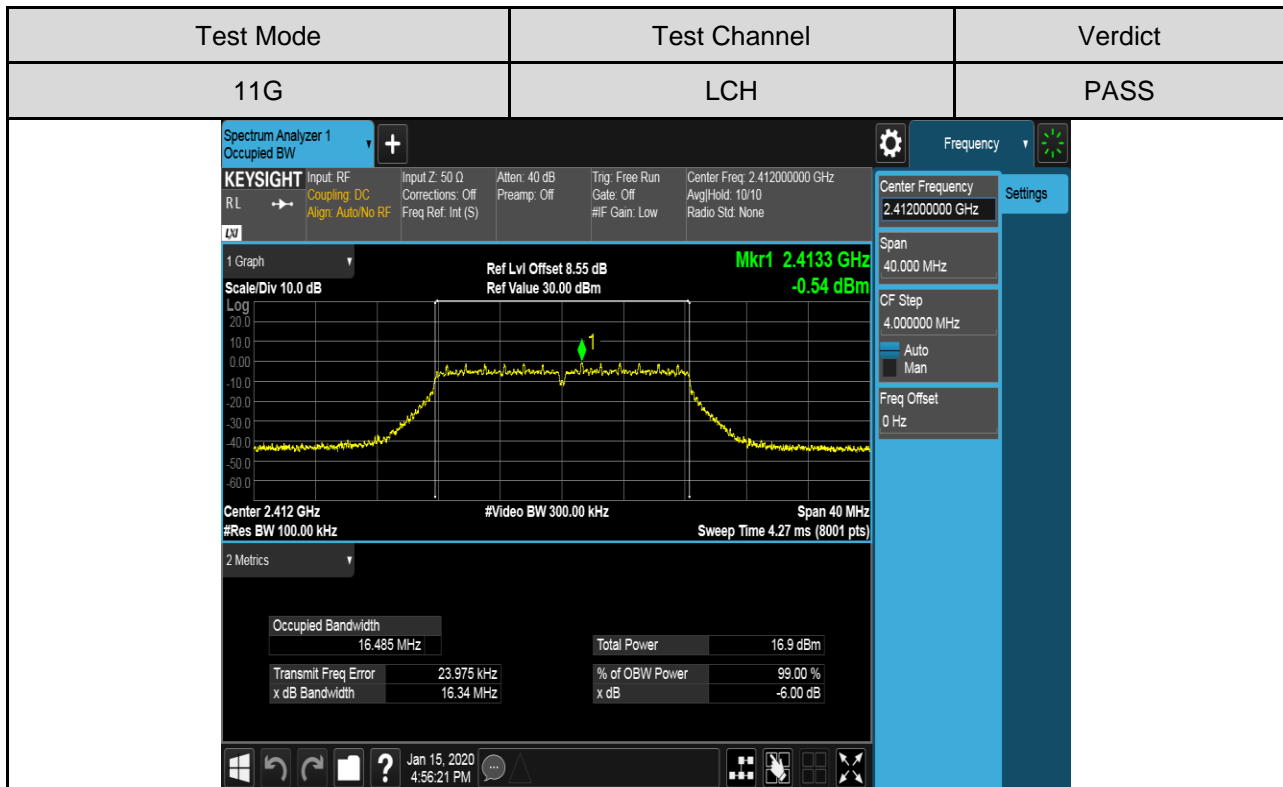 Test Mode Test Channel Verdict
11G LCH PASS
Spectrum Analyzer 1
Occupied BW
+
Frequency
KEYSIGHT Input: RF Input Z: 50 Ω Atten: 40 dB Trig: Free Run Center Freq: 2.412000000 GHz
RL Coupling: DC Corrections: Off Preamp: Off Gate: Off Avg|Hold: 10/10
Align: Auto/No RF Freq Ref: Int (S) #IF Gain: Low Radio Std: None
LXI
Center Frequency Settings
2.412000000 GHz
Span
40.000 MHz
CF Step
4.000000 MHz
Auto
Man
Freq Offset
0 Hz
1 Graph Ref Lvl Offset 8.55 dB Mkr1 2.4133 GHz
Scale/Div 10.0 dB Ref Value 30.00 dBm -0.54 dBm
Log
20.0
10.0
0.00
-10.0
-20.0
-30.0
-40.0
-50.0
-60.0
1
Center 2.412 GHz #Video BW 300.00 kHz Span 40 MHz
#Res BW 100.00 kHz Sweep Time 4.27 ms (8001 pts)
2 Metrics
Occupied Bandwidth
16.485 MHz Total Power 16.9 dBm
Transmit Freq Error 23.975 kHz % of OBW Power 99.00 %
x dB Bandwidth 16.34 MHz x dB -6.00 dB
? Jan 15, 2020
4:56:21 PM